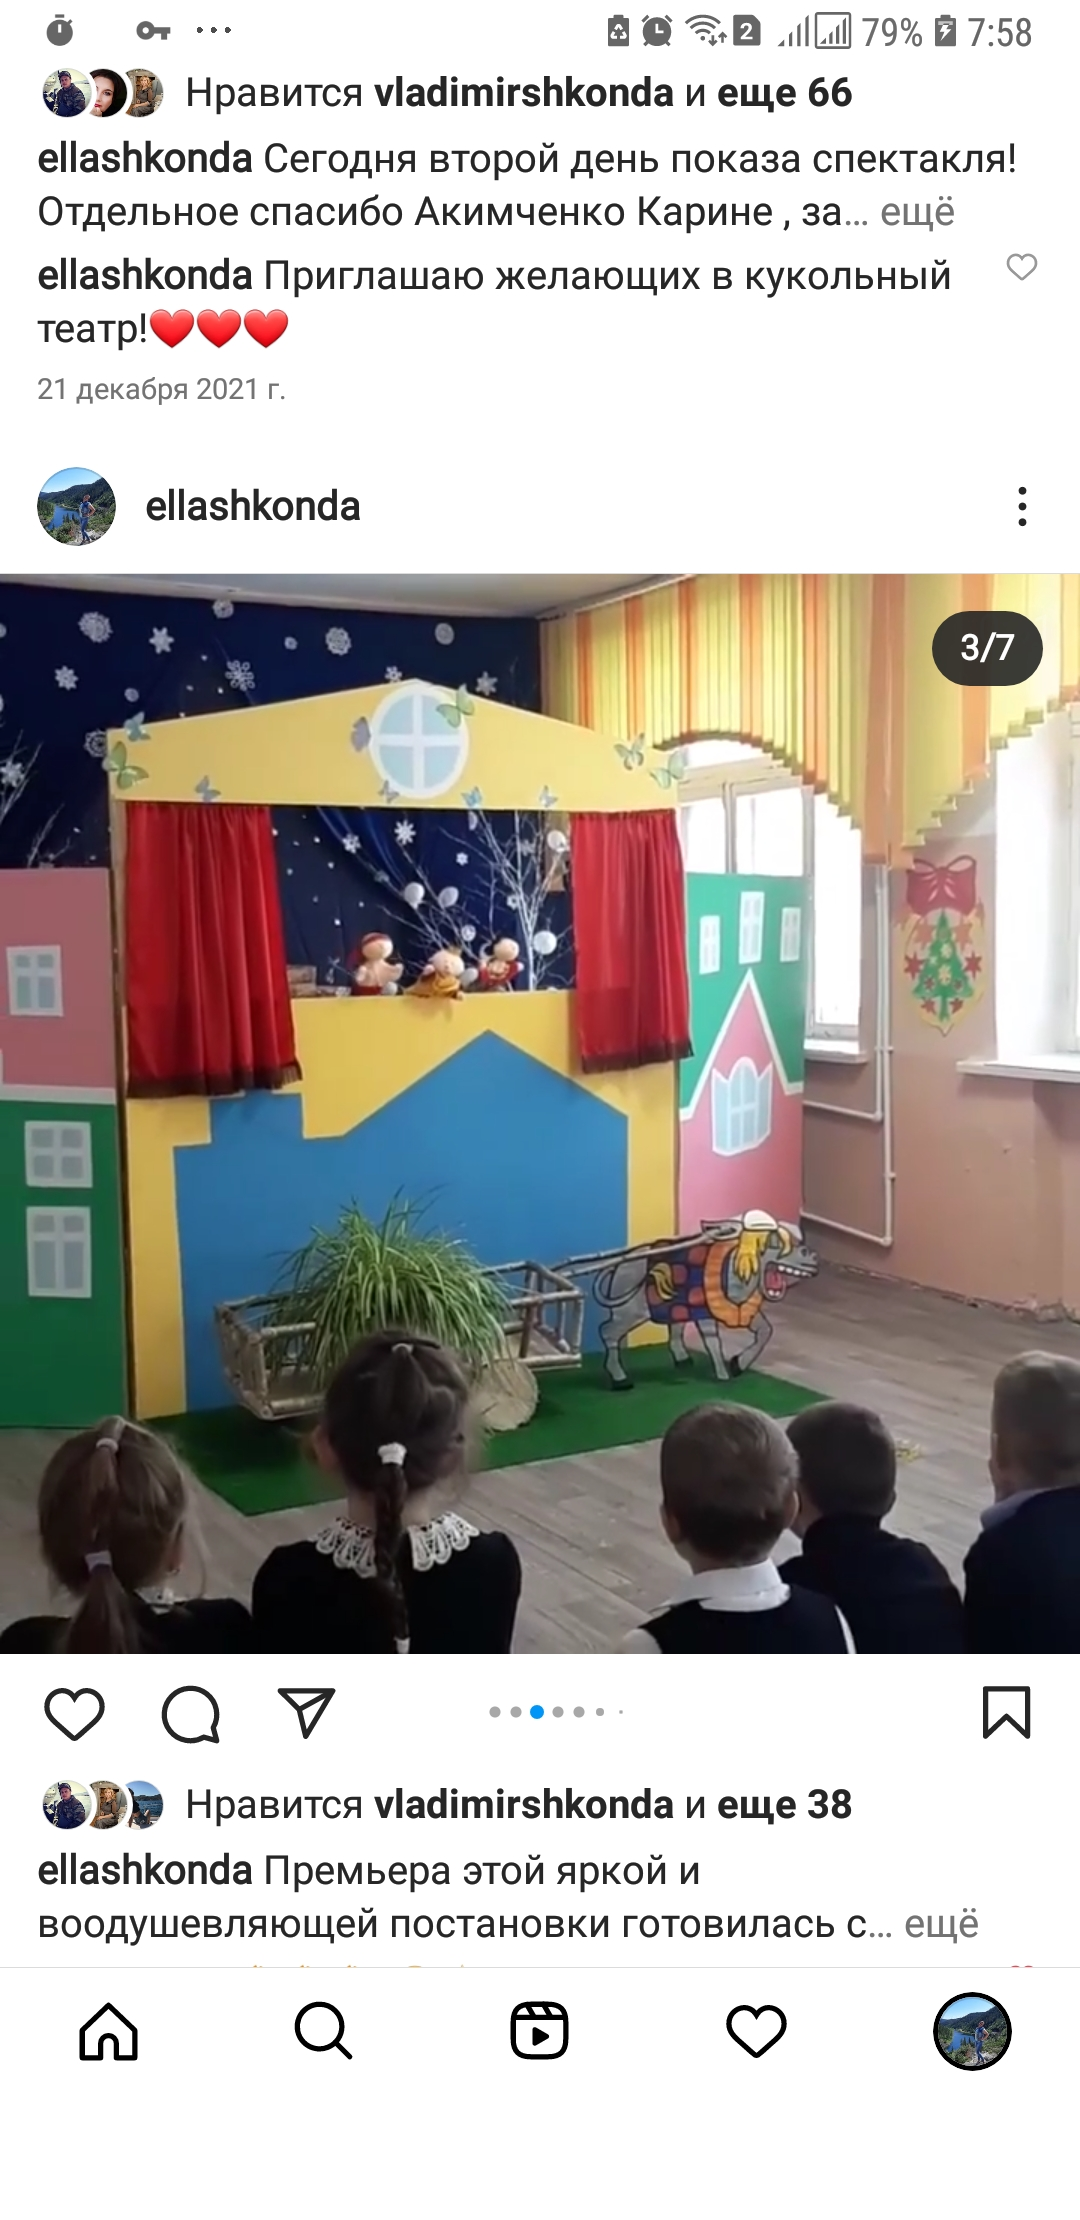 79% 7:58
2
Нравится vladimirshkonda и еще 66
ellashkonda Сегодня второй день показа спектакля!
Отдельное спасибо Акимченко Карине , за... ещё
ellashkonda Приглашаю желающих в кукольный
театр!❤️❤️❤️
21 декабря 2021 г.
ellashkonda
3/7
Нравится vladimirshkonda и еще 38
ellashkonda Премьера этой яркой и
воодушевляющей постановки готовилась с... ещё